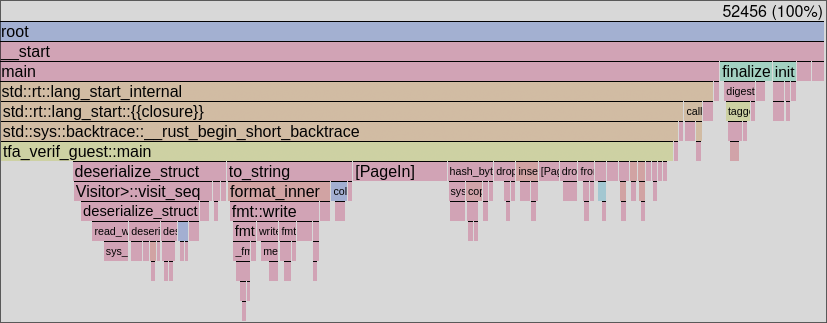 52456 (100%)
root
__start
main finalize init
std::rt::lang_start_internal digest
std::rt::lang_start::{{closure}} call tagg
std::sys::backtrace::__rust_begin_short_backtrace
tfa_verif_guest::main
deserialize_struct to_string [PageIn] hash_byt drop inse [Pag dro fro
Visitor>::visit_seq format_inner col sys cop
deserialize_struct fmt::write
read_w deseri des fmt write fmt
sys_ _fm me